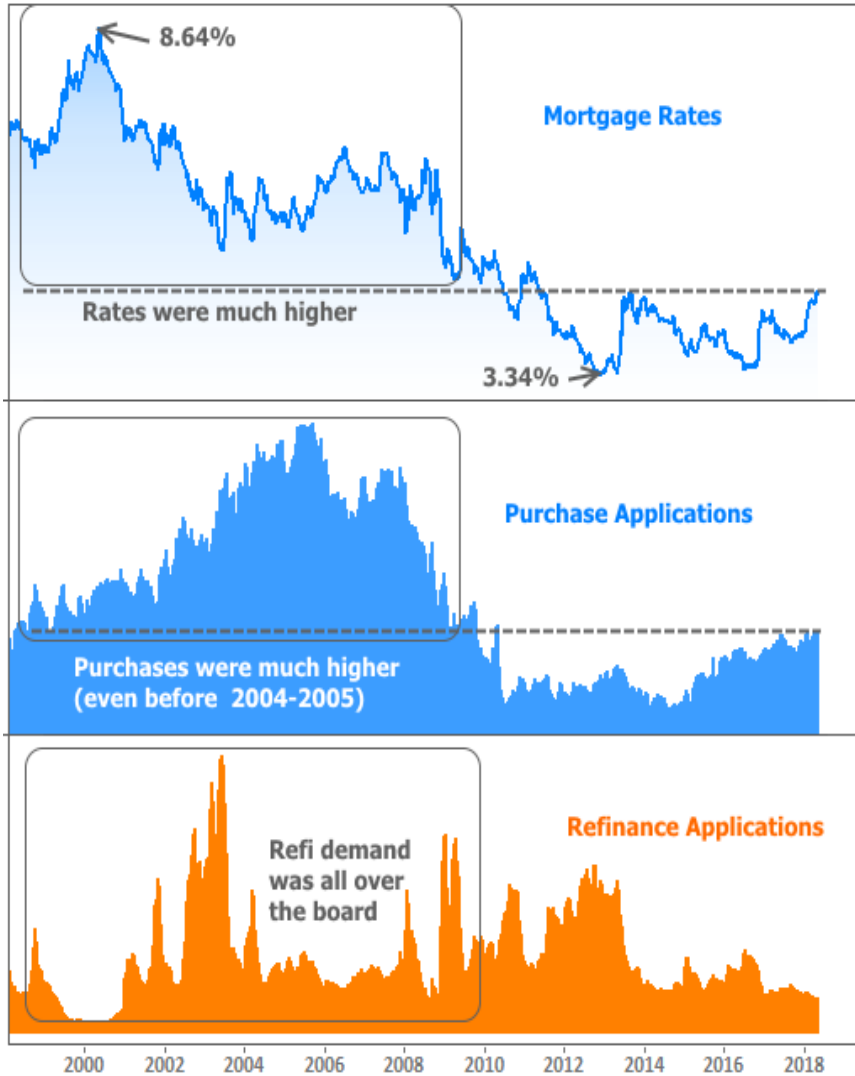 8.64%
Mortgage Rates
Rates were much higher
3.34%
Purchase Applications
Purchases were much higher
(even before 2004-2005)
Refinance Applications
Refi demand
was all over
the board
2000 2002 2004 2006 2008 2010 2012 2014 2016 2018